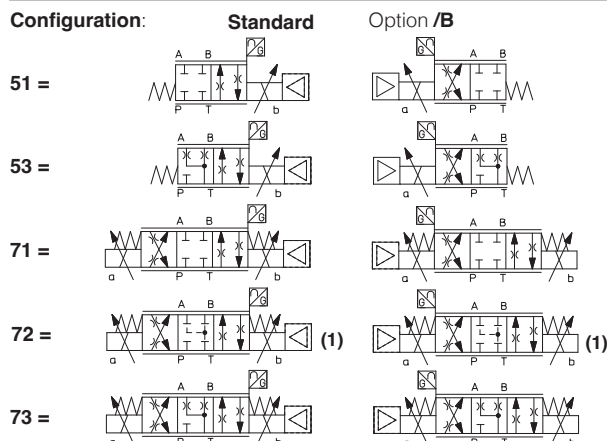 Configuration: Standard Option /B
A B G A B G
51 =
P T b a P T
A B G A B G
53 =
P T b a P T
A B G A B G
71 =
a P T b a P T b
A B G A B G
72 = (1) (1)
a P T b a P T b
A B G A B G
73 =
a P T b a P T b